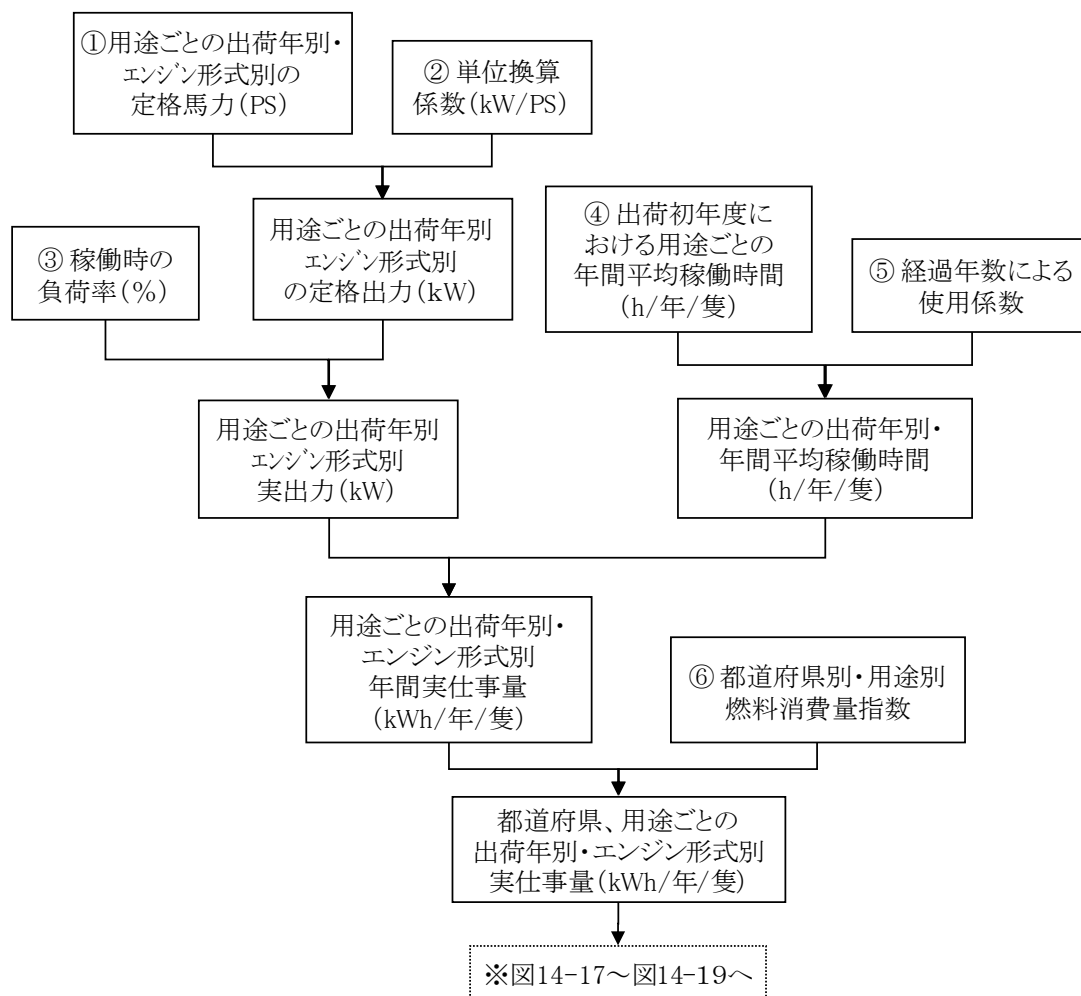 ①用途ごとの出荷年別・
エンジン形式別の
定格馬力(PS)
② 単位換算
係数(kW/PS)
③ 稼働時の
負荷率(%)
用途ごとの出荷年別
エンジン形式別
の定格出力(kW)
④ 出荷初年度に
おける用途ごとの
年間平均稼働時間
(h/年/隻)
⑤ 経過年数による
使用係数
用途ごとの出荷年別
エンジン形式別
実出力(kW)
用途ごとの出荷年別・
年間平均稼働時間
(h/年/隻)
用途ごとの出荷年別・
エンジン形式別
年間実仕事量
(kWh/年/隻)
⑥ 都道府県別・用途別
燃料消費量指数
都道府県、用途ごとの
出荷年別・エンジン形式別
実仕事量(kWh/年/隻)
※図14-17～図14-19へ